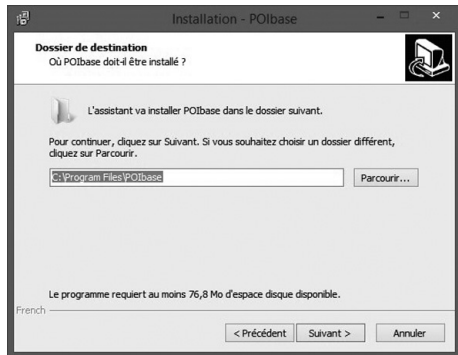 Installation - POIbase
Dossier de destination
Où POIbase doit-il être installé ?
L'assistant va installer POIbase dans le dossier suivant.
Pour continuer, cliquez sur Suivant. Si vous souhaitez choisir un dossier différent,
cliquez sur Parcourir.
C:\Program Files\POIbase
Parcourir...
Le programme requiert au moins 76,8 Mo d'espace disque disponible.
French
< Précédent
Suivant >
Annuler